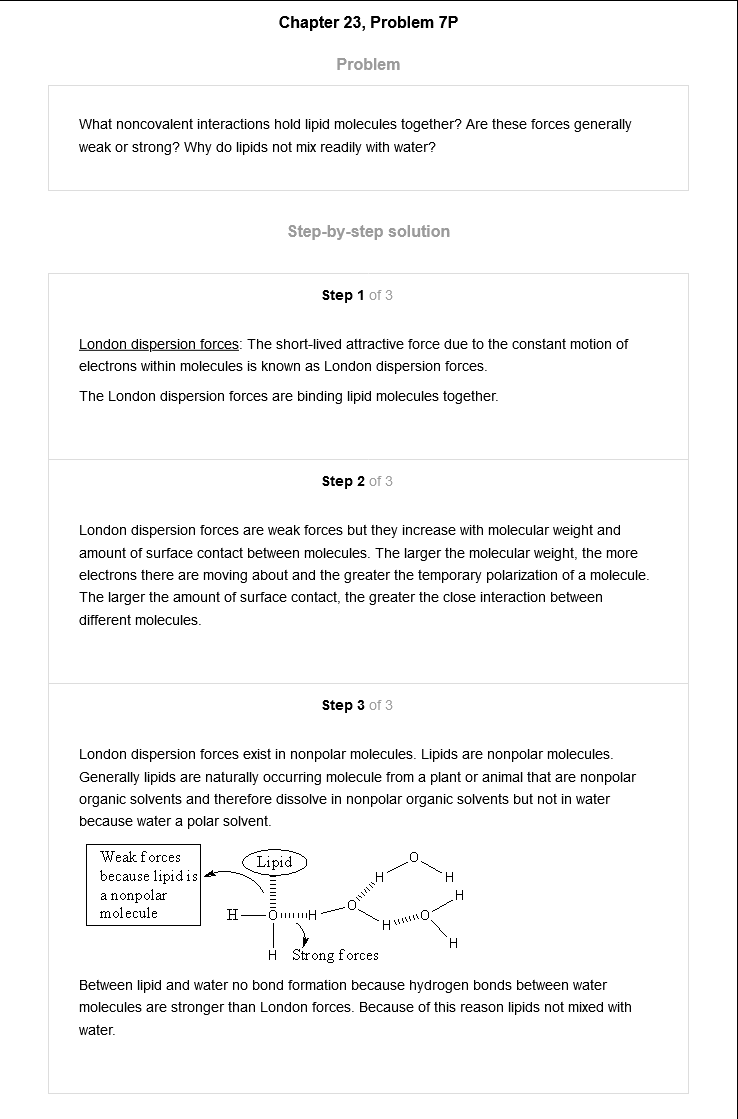 Chapter 23, Problem 7P
Problem
What noncovalent interactions hold lipid molecules together? Are these forces generally
weak or strong? Why do lipids not mix readily with water?
Step-by-step solution
Step 1 of 3
London dispersion forces: The short-lived attractive force due to the constant motion of
electrons within molecules is known as London dispersion forces.
The London dispersion forces are binding lipid molecules together.
Step 2 of 3
London dispersion forces are weak forces but they increase with molecular weight and
amount of surface contact between molecules. The larger the molecular weight, the more
electrons there are moving about and the greater the temporary polarization of a molecule.
The larger the amount of surface contact, the greater the close interaction between
different molecules.
Step 3 of 3
London dispersion forces exist in nonpolar molecules. Lipids are nonpolar molecules.
Generally lipids are naturally occurring molecule from a plant or animal that are nonpolar
organic solvents and therefore dissolve in nonpolar organic solvents but not in water
because water a polar solvent.
Weak forces
because lipid is
a nonpolar
molecule
Lipid
O
H H
H
O H
H O H
O
H
H
Strong forces
Between lipid and water no bond formation because hydrogen bonds between water
molecules are stronger than London forces. Because of this reason lipids not mixed with
water.